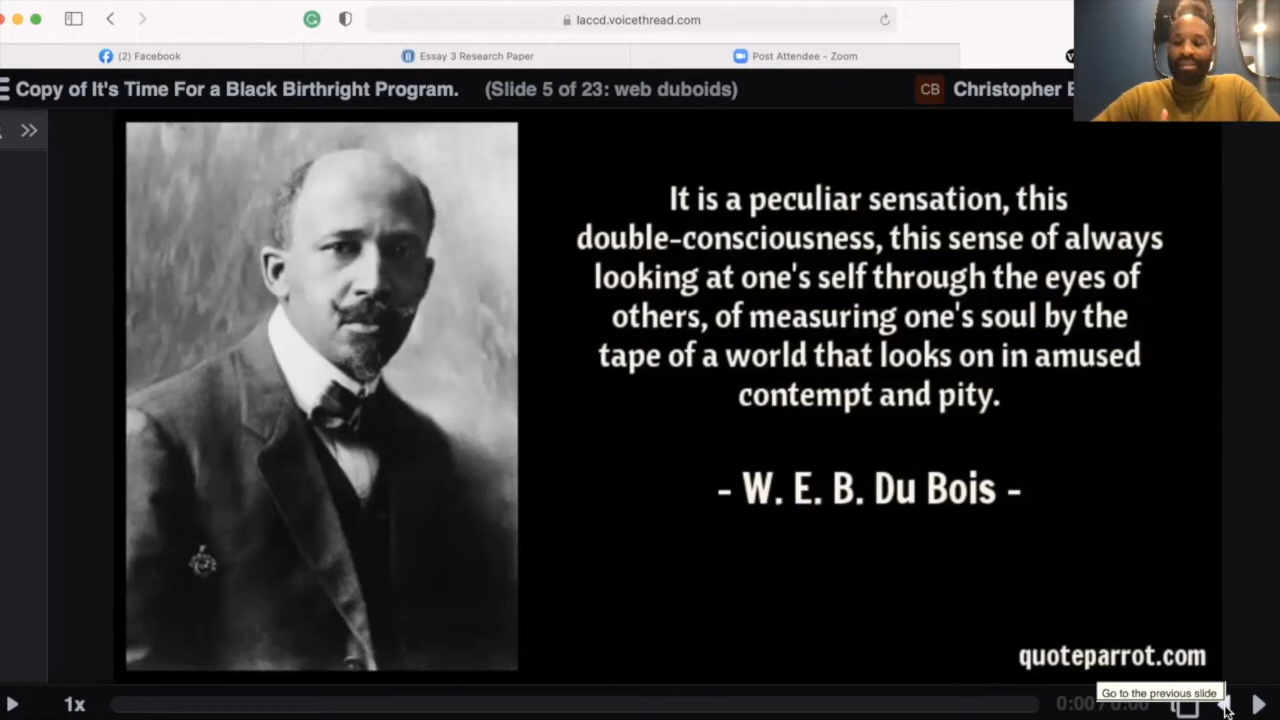 laccd.voicethread.com
(2) Facebook
Essay 3 Research Paper
Post Attendee - Zoom
Copy of It's Time For a Black Birthright Program. (Slide 5 of 23: web duboids)
CB Christopher
It is a peculiar sensation, this
double-consciousness, this sense of always
looking at one's self through the eyes of
others, of measuring one's soul by the
tape of a world that looks on in amused
contempt and pity.
- W. E. B. Du Bois -
quoteparrot.com
Go to the previous slide
1x